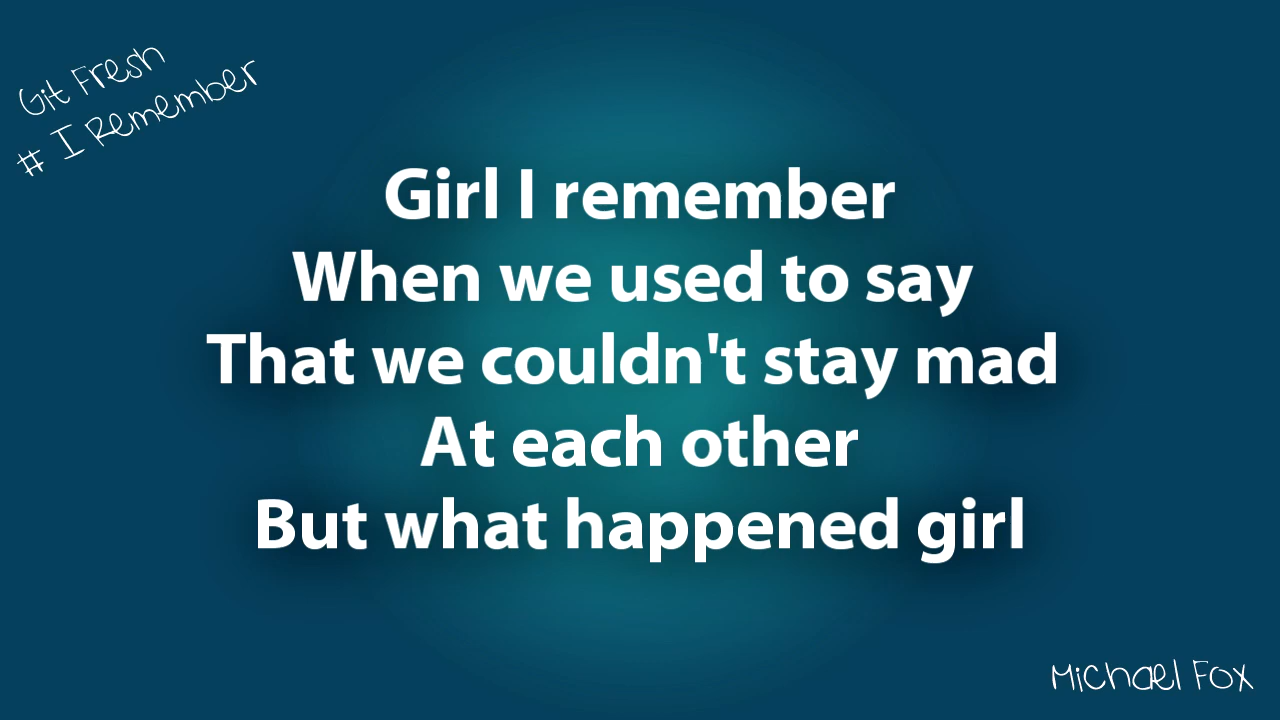 Git Fresh
# I Remember
Girl I remember
When we used to say
That we couldn't stay mad
At each other
But what happened girl
Michael Fox